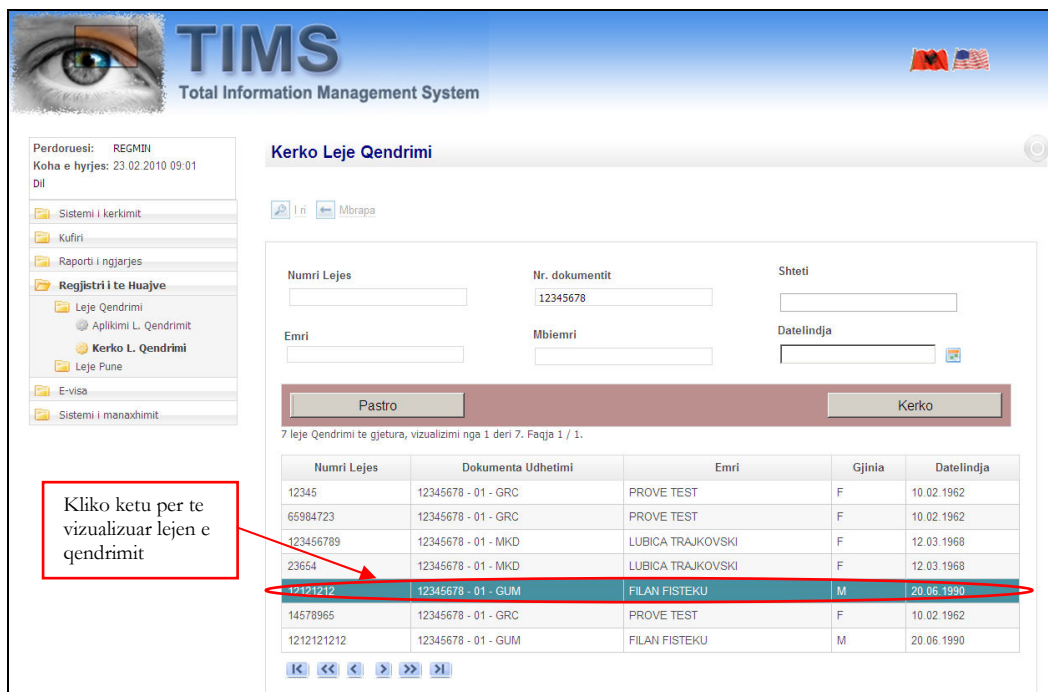 TIMS
Total Information Management System
Perdoruesi: REGMIN
Koha e hyrjes: 23.02.2010 09:01
Dil
Sistemi i kerkimit
Kufiri
Raporti i ngjarjes
Regjistri i te Huajve
Leje Qendrimi
Aplikimi L. Qendrimit
Kerko L. Qendrimi
Leje Pune
E-visa
Sistemi i manaxhimit
Kerko Leje Qendrimi
I ri Mbrapa
Numri Lejes Nr. dokumentit Shteti
12345678
Emri Mbiemri Datelindja
Pastro Kerko
7 leje Qendrimi te gjetura, vizualizimi nga 1 deri 7. Faqja 1 / 1.
Numri Lejes Dokumenta Udhetimi Emri Gjinia Datelindja
12345 12345678 - 01 - GRC PROVE TEST F 10.02.1962
65984723 12345678 - 01 - GRC PROVE TEST F 10.02.1962
123456789 12345678 - 01 - MKD LUBICA TRAJKOVSKI F 12.03.1968
23654 12345678 - 01 - MKD LUBICA TRAJKOVSKI F 12.03.1968
12121212 12345678 - 01 - GUM FILAN FISTEKU M 20.06.1990
14578965 12345678 - 01 - GRC PROVE TEST F 10.02.1962
1212121212 12345678 - 01 - GUM FILAN FISTEKU M 20.06.1990
Kliko ketu per te
vizualizuar lejen e
qendrimit